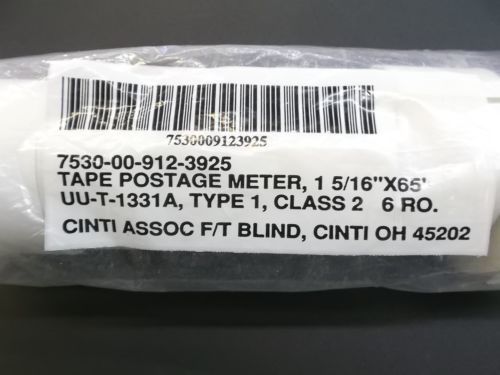 7530009123925
7530-00-912-3925
TAPE POSTAGE METER, 1 5/16"X65'
UU-T-1331A, TYPE 1, CLASS 2 6 RO.
CINTI ASSOC F/T BLIND, CINTI OH 45202